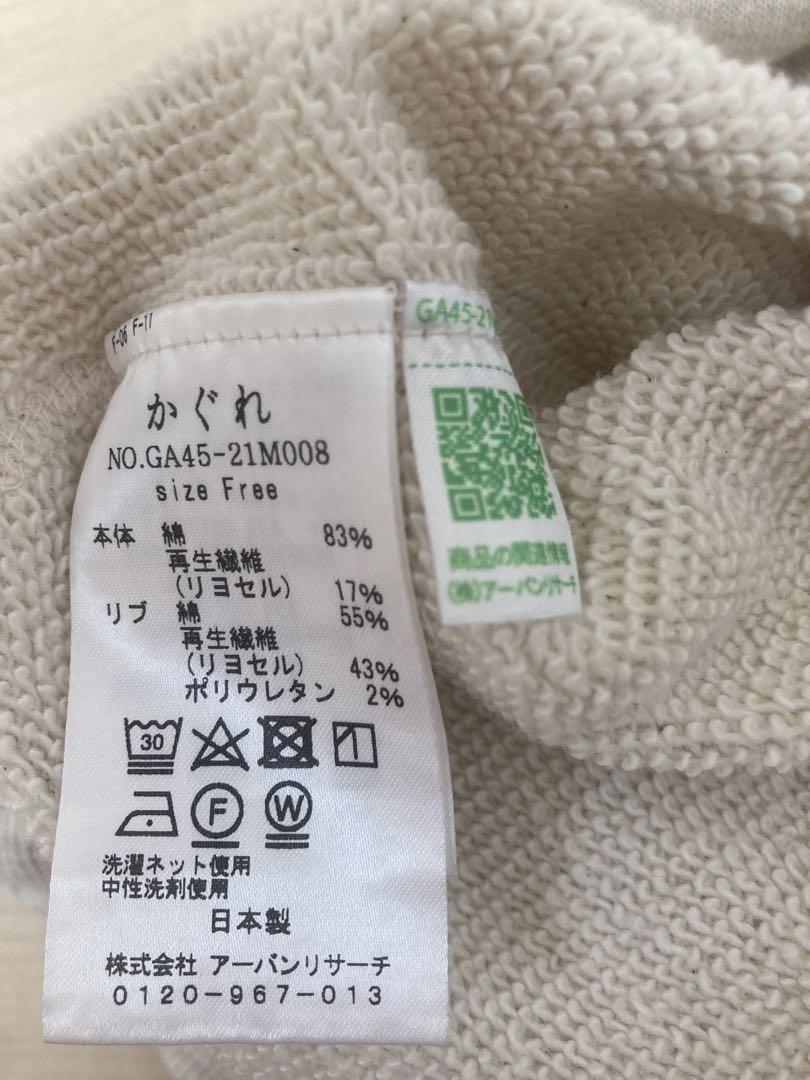 F-06 F-11
かぐれ
NO.GA45-21M008
size Free
本体 綿 83%
再生繊維
(リヨセル) 17%
リブ 綿 55%
再生繊維
(リヨセル) 43%
ポリウレタン 2%
30
F W
洗濯ネット使用
中性洗剤使用
日本製
株式会社 アーバンリサーチ
0120-967-013
GA45-21
商品の関連情報
(株)アーバンリサーチ